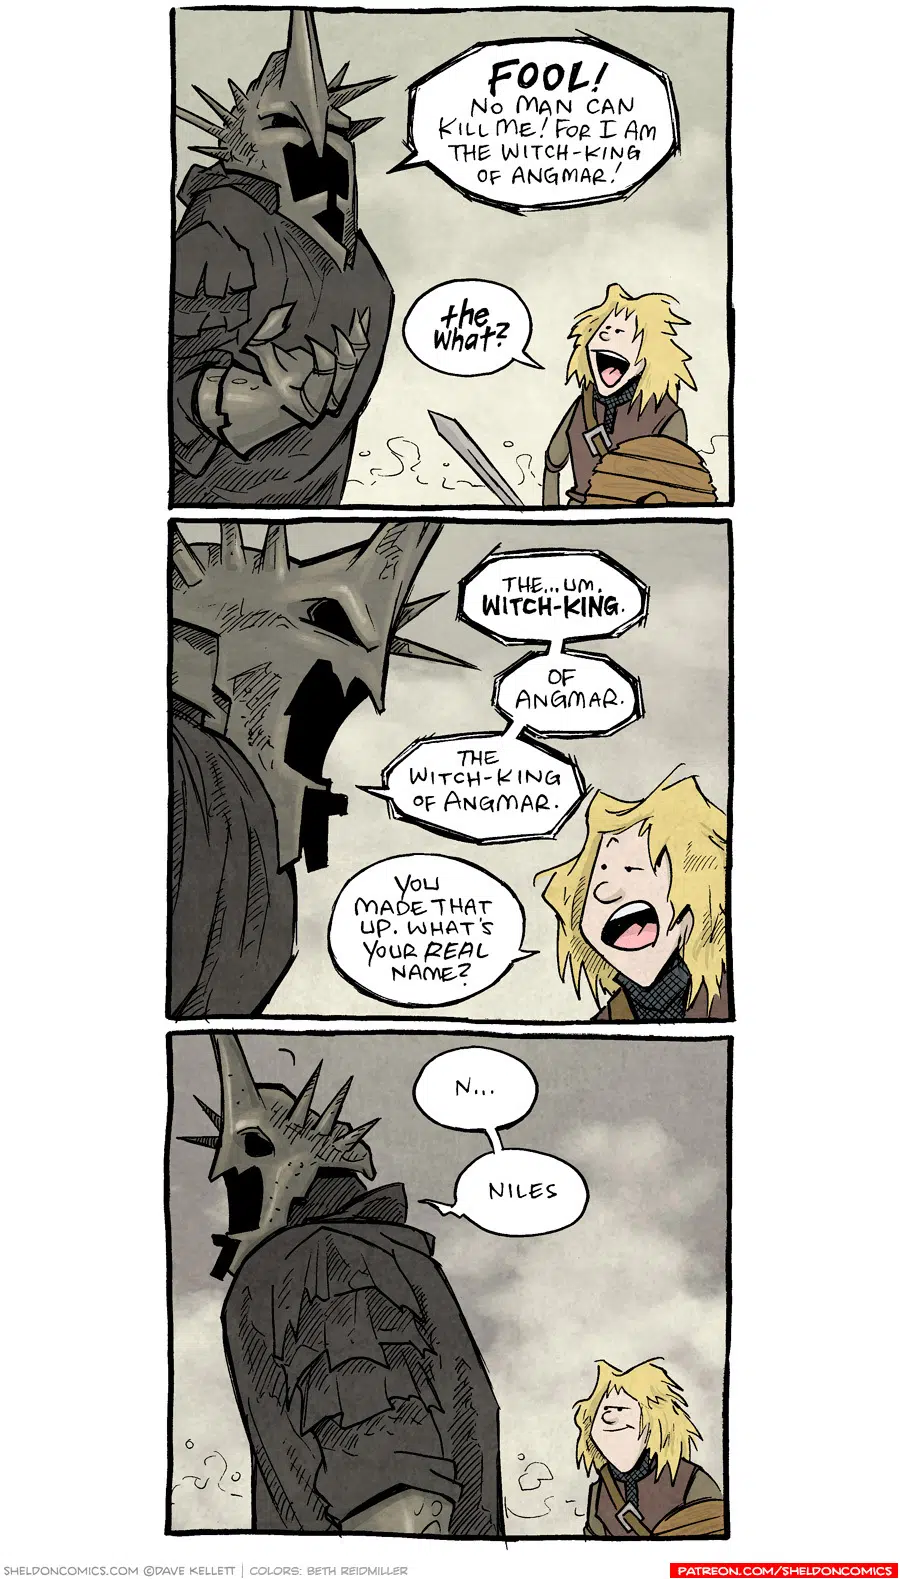 FOOL!
NO MAN CAN
KILL ME! FOR I AM
THE WITCH-KING
OF ANGMAR!
the
What?
THE... UM.
WITCH-KING.
OF
ANGMAR.
THE
WITCH-KING
OF ANGMAR.
YOU
MADE THAT
UP. WHAT'S
YOUR REAL
NAME?
N...
NILES
SHELDONCOMICS.COM ©DAVE KELLETT | COLORS: BETH REIDMILLER
PATREON.COM/SHELDONCOMICS